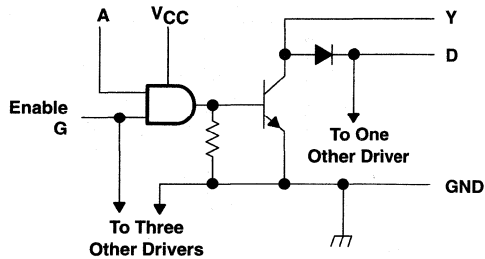 A
VCC
Y
D
Enable
G
To One
Other Driver
GND
To Three
Other Drivers